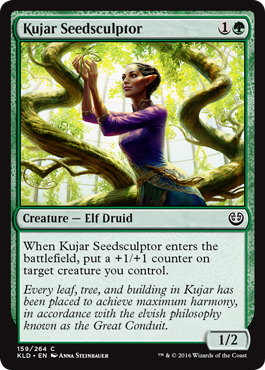 Kujar Seedsculptor 1
Creature — Elf Druid
When Kujar Seedsculptor enters the
battlefield, put a +1/+1 counter on
target creature you control.
Every leaf, tree, and building in Kujar has
been placed to achieve maximum harmony,
in accordance with the elvish philosophy
known as the Great Conduit.
1/2
159/264 C
KLD • EN Anna Steinbauer
™ & © 2016 Wizards of the Coast